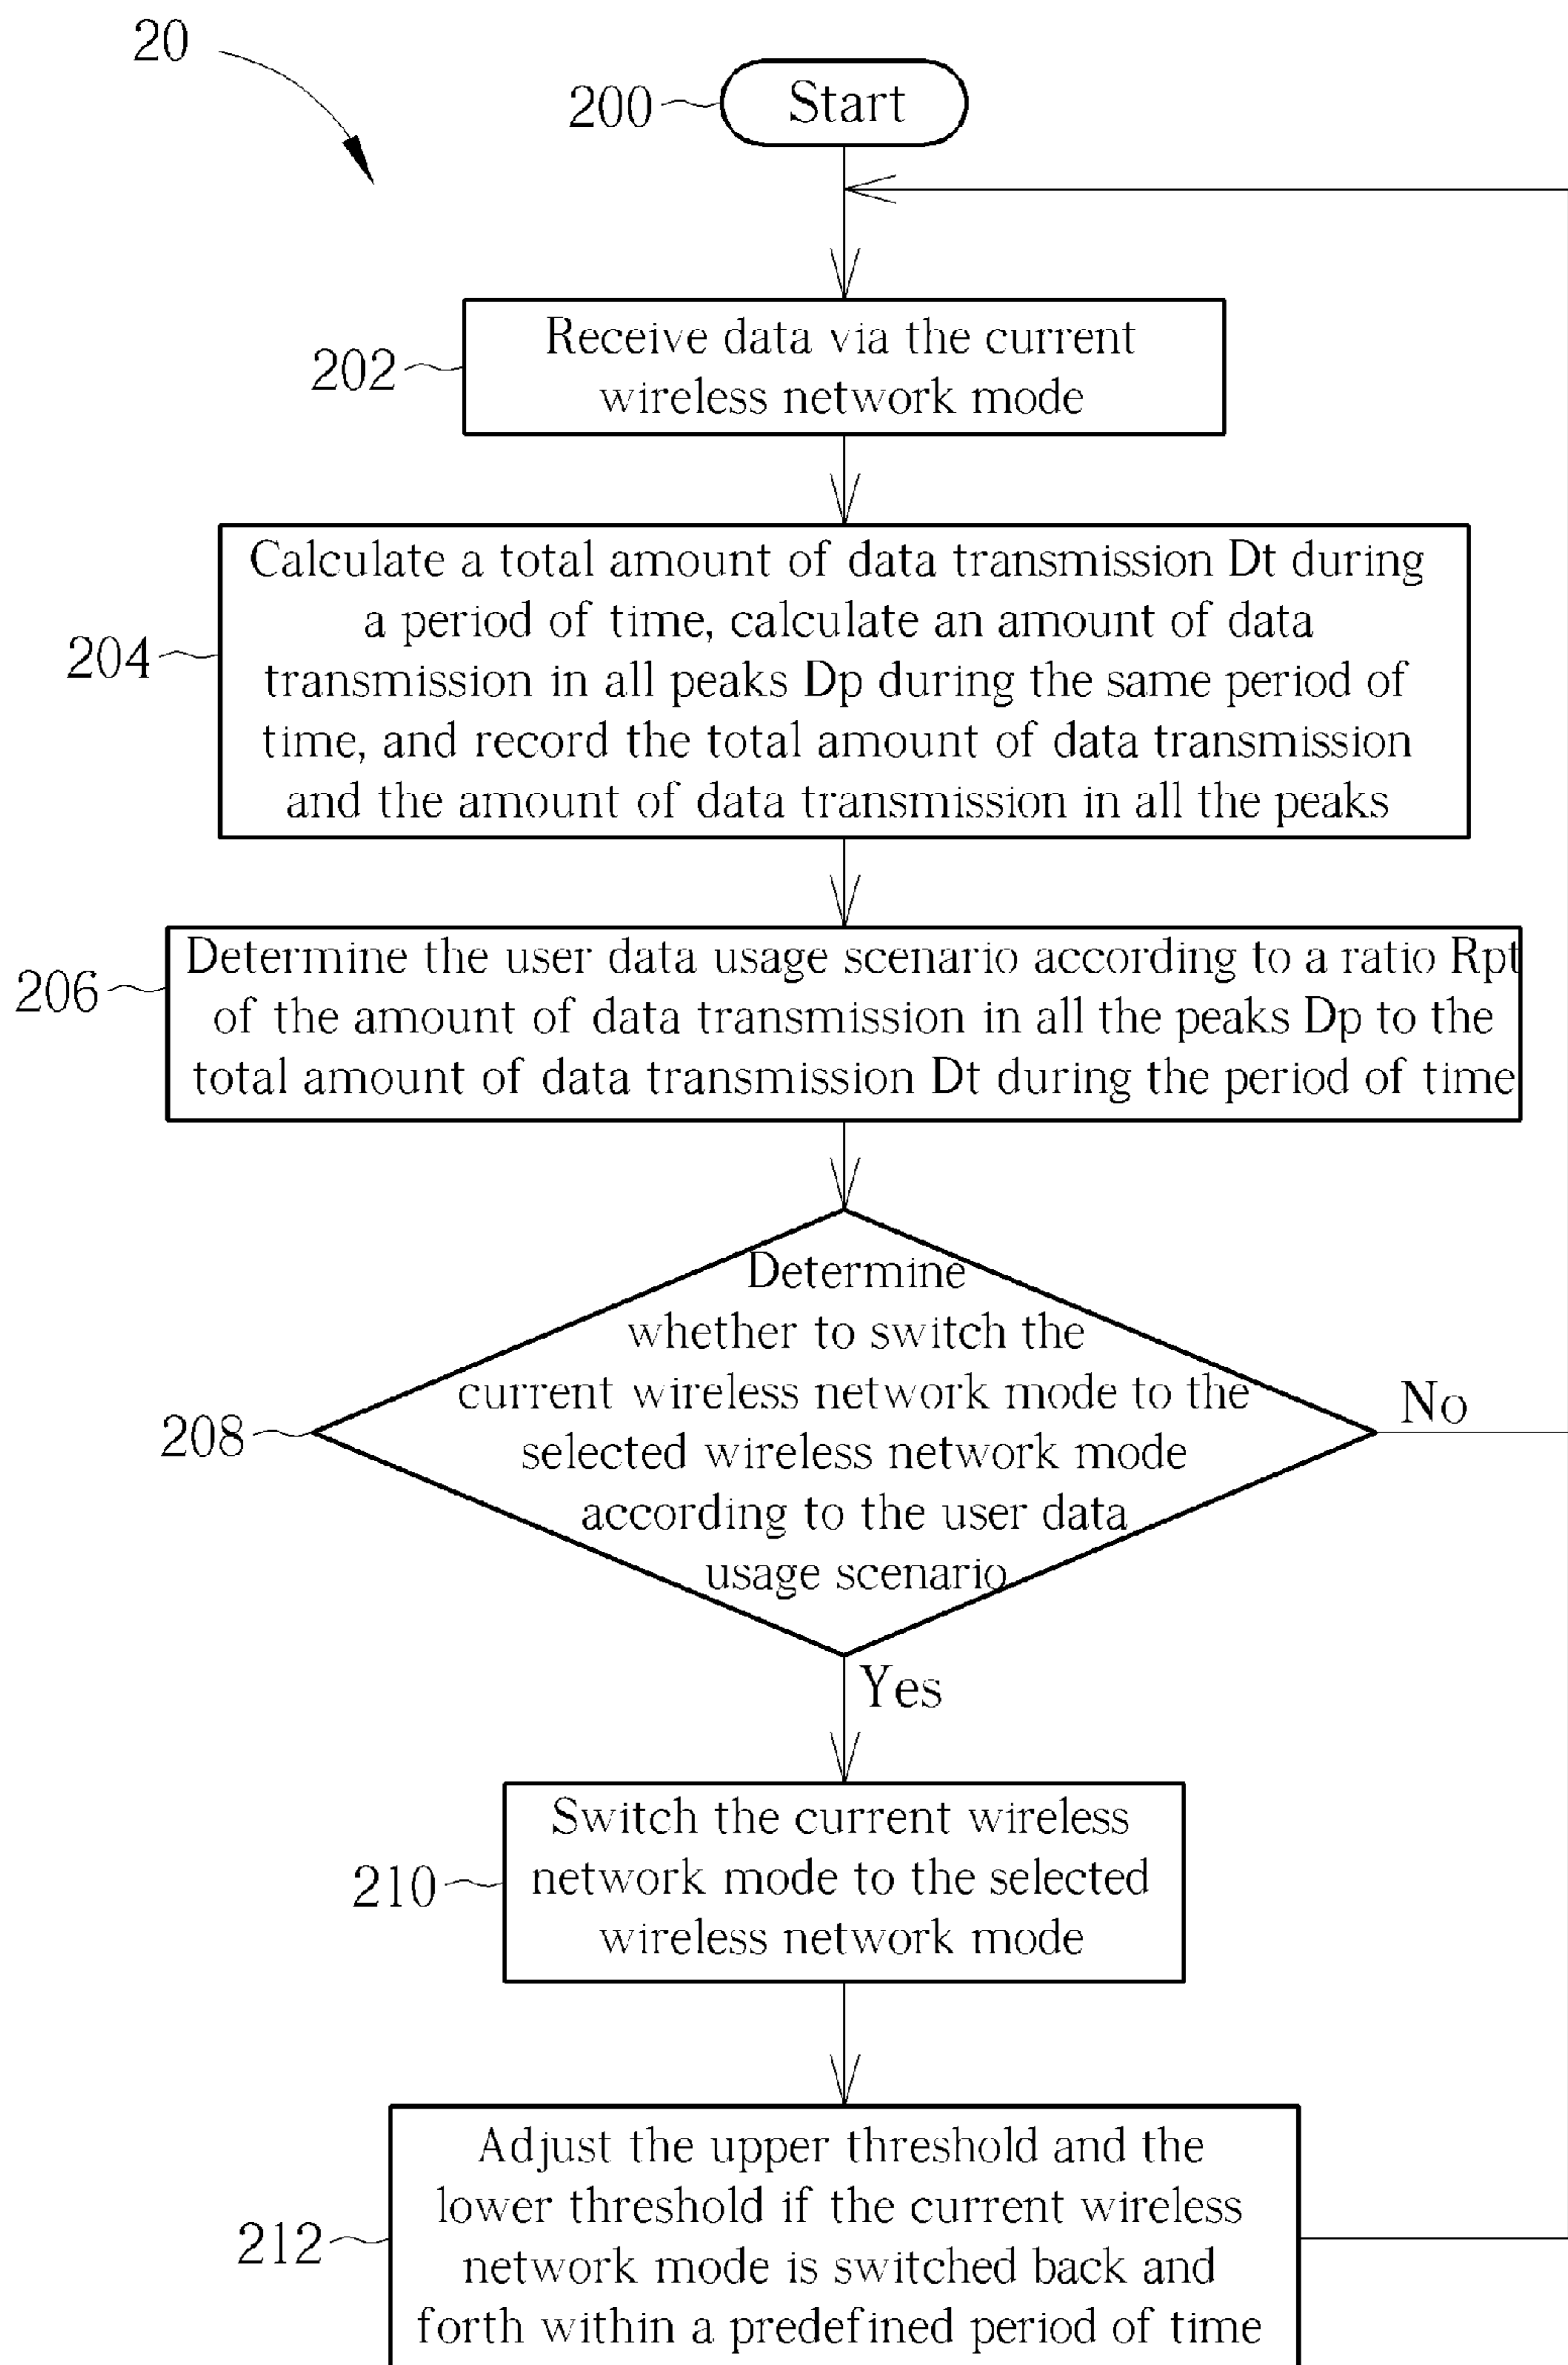 20
200
Start
202
Receive data via the current
wireless network mode
204
Calculate a total amount of data transmission Dt during
a period of time, calculate an amount of data
transmission in all peaks Dp during the same period of
time, and record the total amount of data transmission
and the amount of data transmission in all the peaks
206
Determine the user data usage scenario according to a ratio Rpt
of the amount of data transmission in all the peaks Dp to the
total amount of data transmission Dt during the period of time
208
Determine
whether to switch the
current wireless network mode to the
selected wireless network mode
according to the user data
usage scenario
No
Yes
210
Switch the current wireless
network mode to the selected
wireless network mode
212
Adjust the upper threshold and the
lower threshold if the current wireless
network mode is switched back and
forth within a predefined period of time